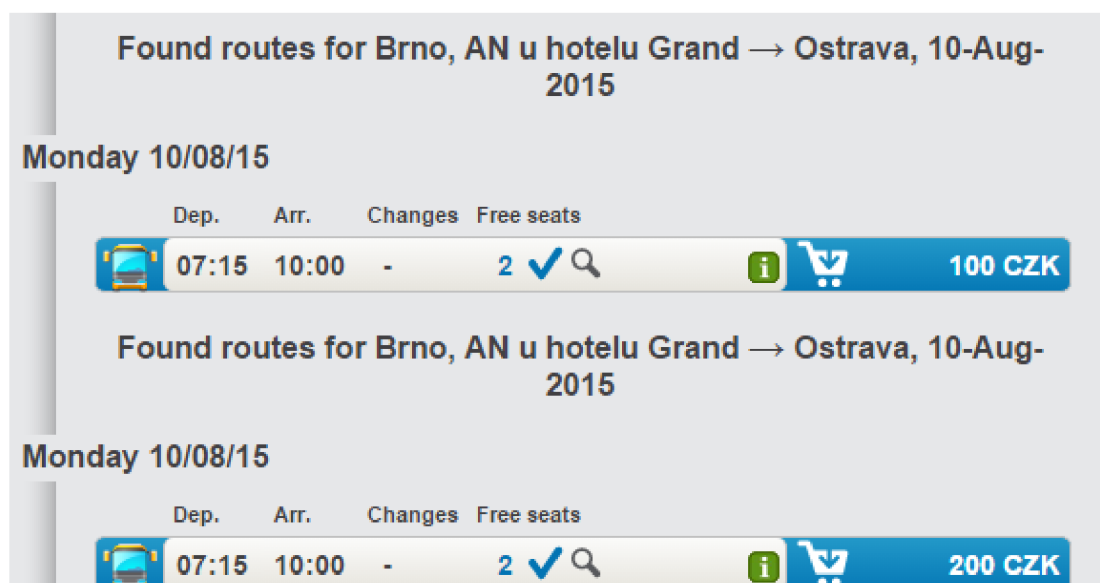 Found routes for Brno, AN u hotelu Grand → Ostrava, 10-Aug-
2015
Monday 10/08/15
Dep. Arr. Changes Free seats
07:15 10:00 - 2 i 100 CZK
Found routes for Brno, AN u hotelu Grand → Ostrava, 10-Aug-
2015
Monday 10/08/15
Dep. Arr. Changes Free seats
07:15 10:00 - 2 i 200 CZK